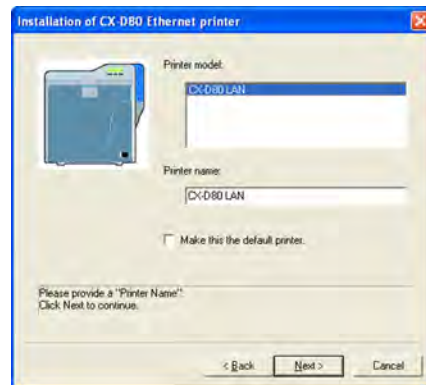 Installation of CX-D80 Ethernet printer
Printer model:
CX-D80 LAN
Printer name:
CX-D80 LAN
Make this the default printer.
Please provide a "Printer Name".
Click Next to continue.
< Back
Next >
Cancel